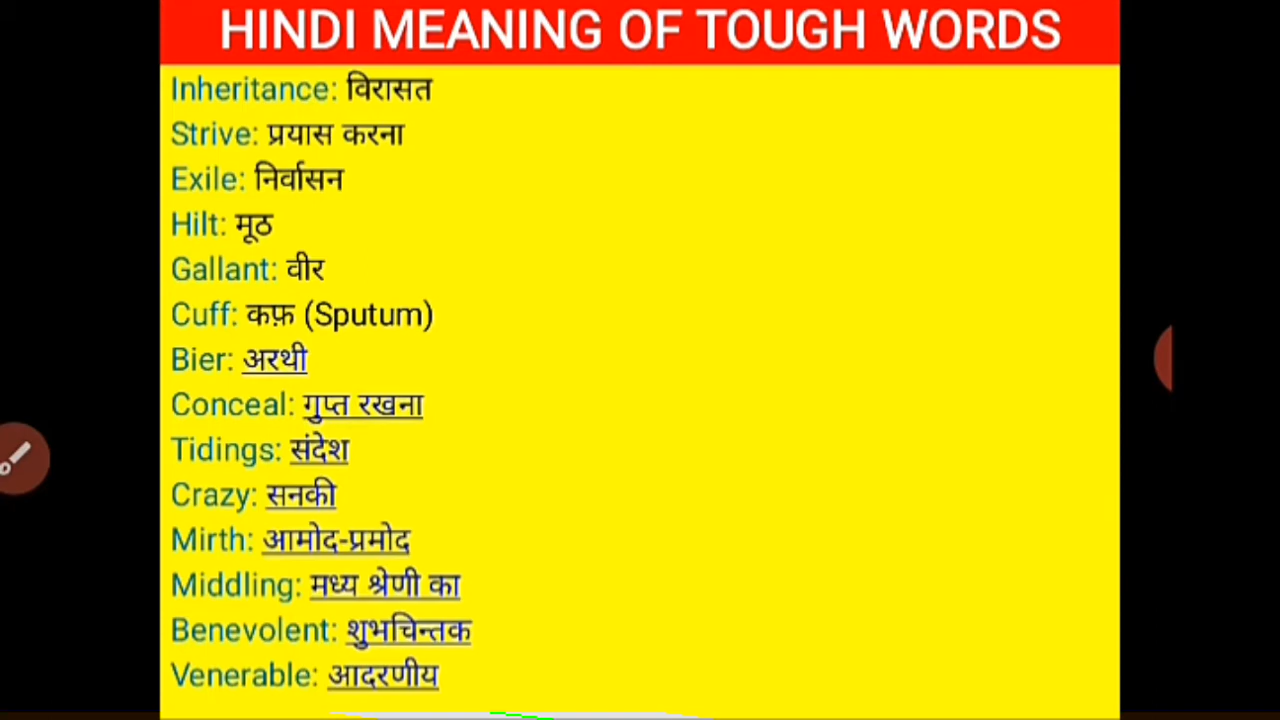 HINDI MEANING OF TOUGH WORDS
Inheritance: विरासत
Strive: प्रयास करना
Exile: निर्वासन
Hilt: मूठ
Gallant: वीर
Cuff: कफ़ (Sputum)
Bier: अरथी
Conceal: गुप्त रखना
Tidings: संदेश
Crazy: सनकी
Mirth: आमोद-प्रमोद
Middling: मध्य श्रेणी का
Benevolent: शुभचिन्तक
Venerable: आदरणीय